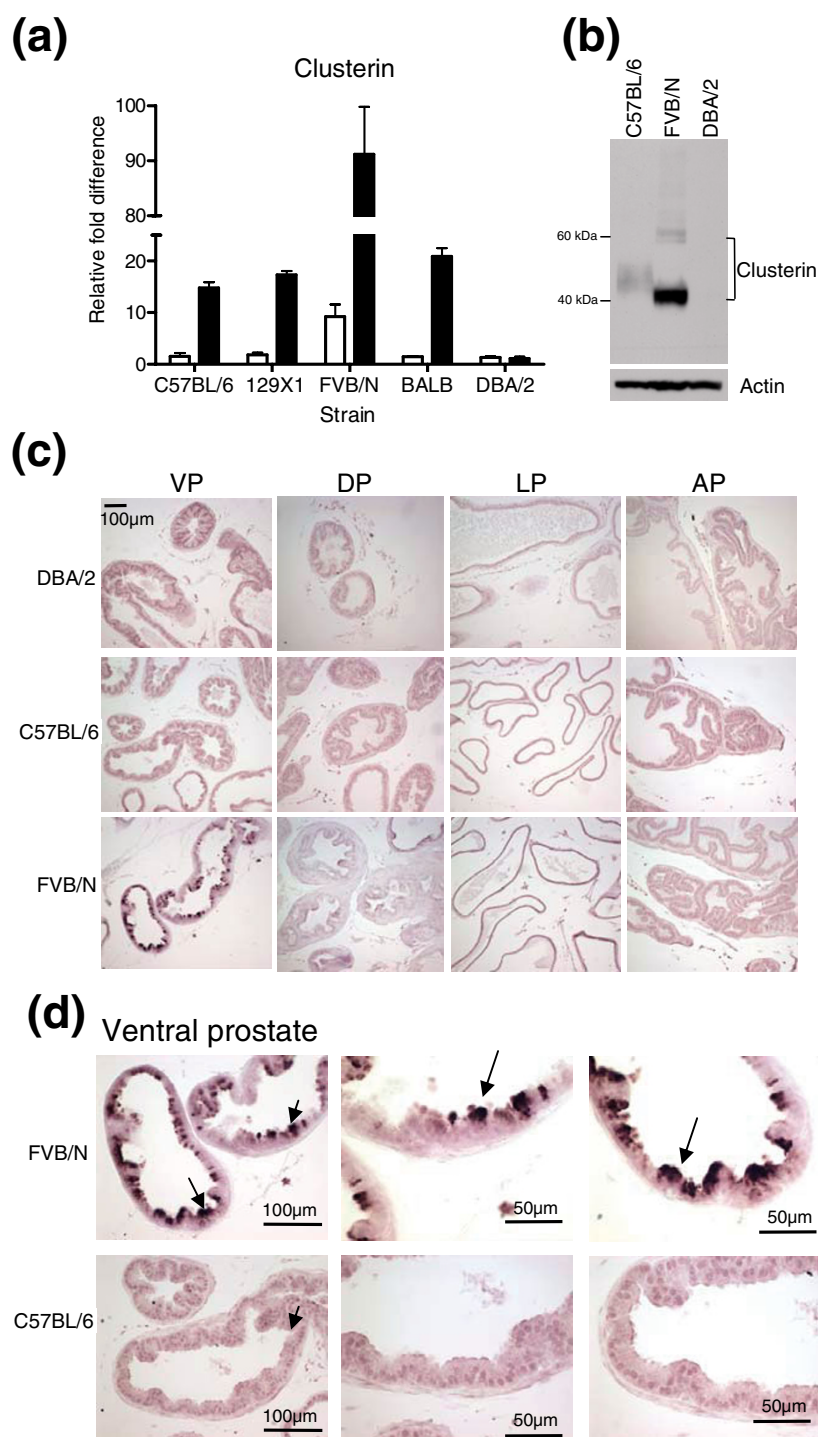 (a)
Clusterin
Relative fold difference
100
90
80
20
10
0
C57BL/6 129X1 FVB/N BALB DBA/2
Strain
(b)
C57BL/6
FVB/N
DBA/2
60 kDa
40 kDa
Clusterin
Actin
(c)
VP DP LP AP
100µm
DBA/2
C57BL/6
FVB/N
(d) Ventral prostate
FVB/N
100µm 50µm 50µm
C57BL/6
100µm 50µm 50µm